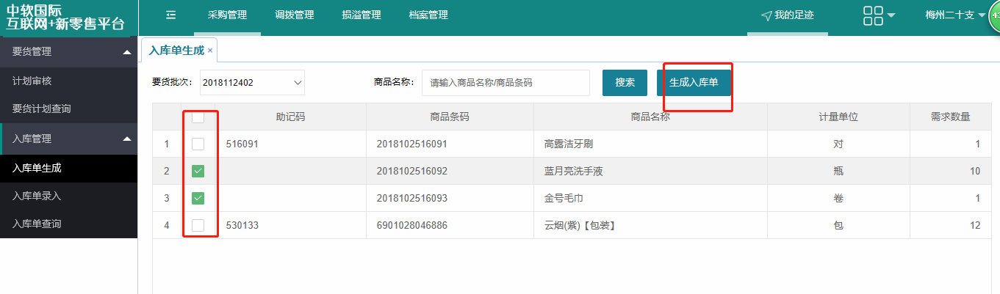 中软国际
互联网+新零售平台
采购管理 调拨管理 损溢管理 档案管理 我的足迹 梅州二十支 43
要货管理
计划审核
要货计划查询
入库管理
入库单生成
入库单录入
入库单查询
入库单生成 ×
要货批次： 2018112402 商品名称： 请输入商品名称/商品条码 搜索 生成入库单
助记码 商品条码 商品名称 计量单位 需求数量
1 516091 2018102516091 高露洁牙刷 对 1
2 2018102516092 蓝月亮洗手液 瓶 10
3 2018102516093 金号毛巾 卷 1
4 530133 6901028046886 云烟(紫)【包装】 包 12